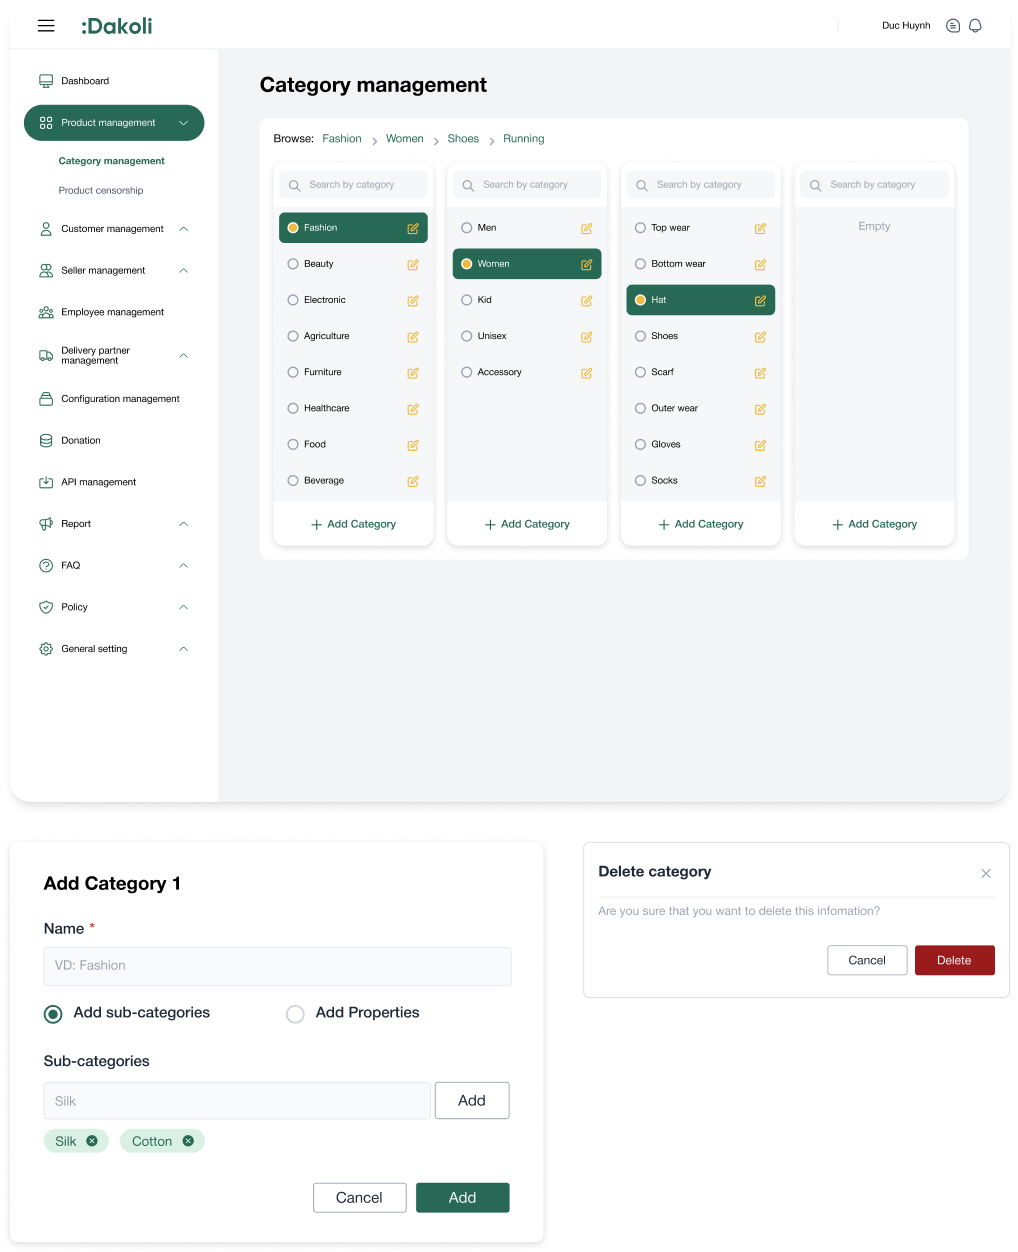 :Dakoli
Duc Huynh
Dashboard
Product management
Category management
Product censorship
Customer management
Seller management
Employee management
Delivery partner
management
Configuration management
Donation
API management
Report
FAQ
Policy
General setting
Category management
Browse: Fashion Women Shoes Running
Search by category
Fashion
Beauty
Electronic
Agriculture
Furniture
Healthcare
Food
Beverage
Add Category
Search by category
Men
Women
Kid
Unisex
Accessory
Add Category
Search by category
Top wear
Bottom wear
Hat
Shoes
Scarf
Outer wear
Gloves
Socks
Add Category
Search by category
Empty
Add Category
Add Category 1
Name *
VD: Fashion
Add sub-categories Add Properties
Sub-categories
Silk Add
Silk Cotton
Cancel Add
Delete category
Are you sure that you want to delete this infomation?
Cancel Delete